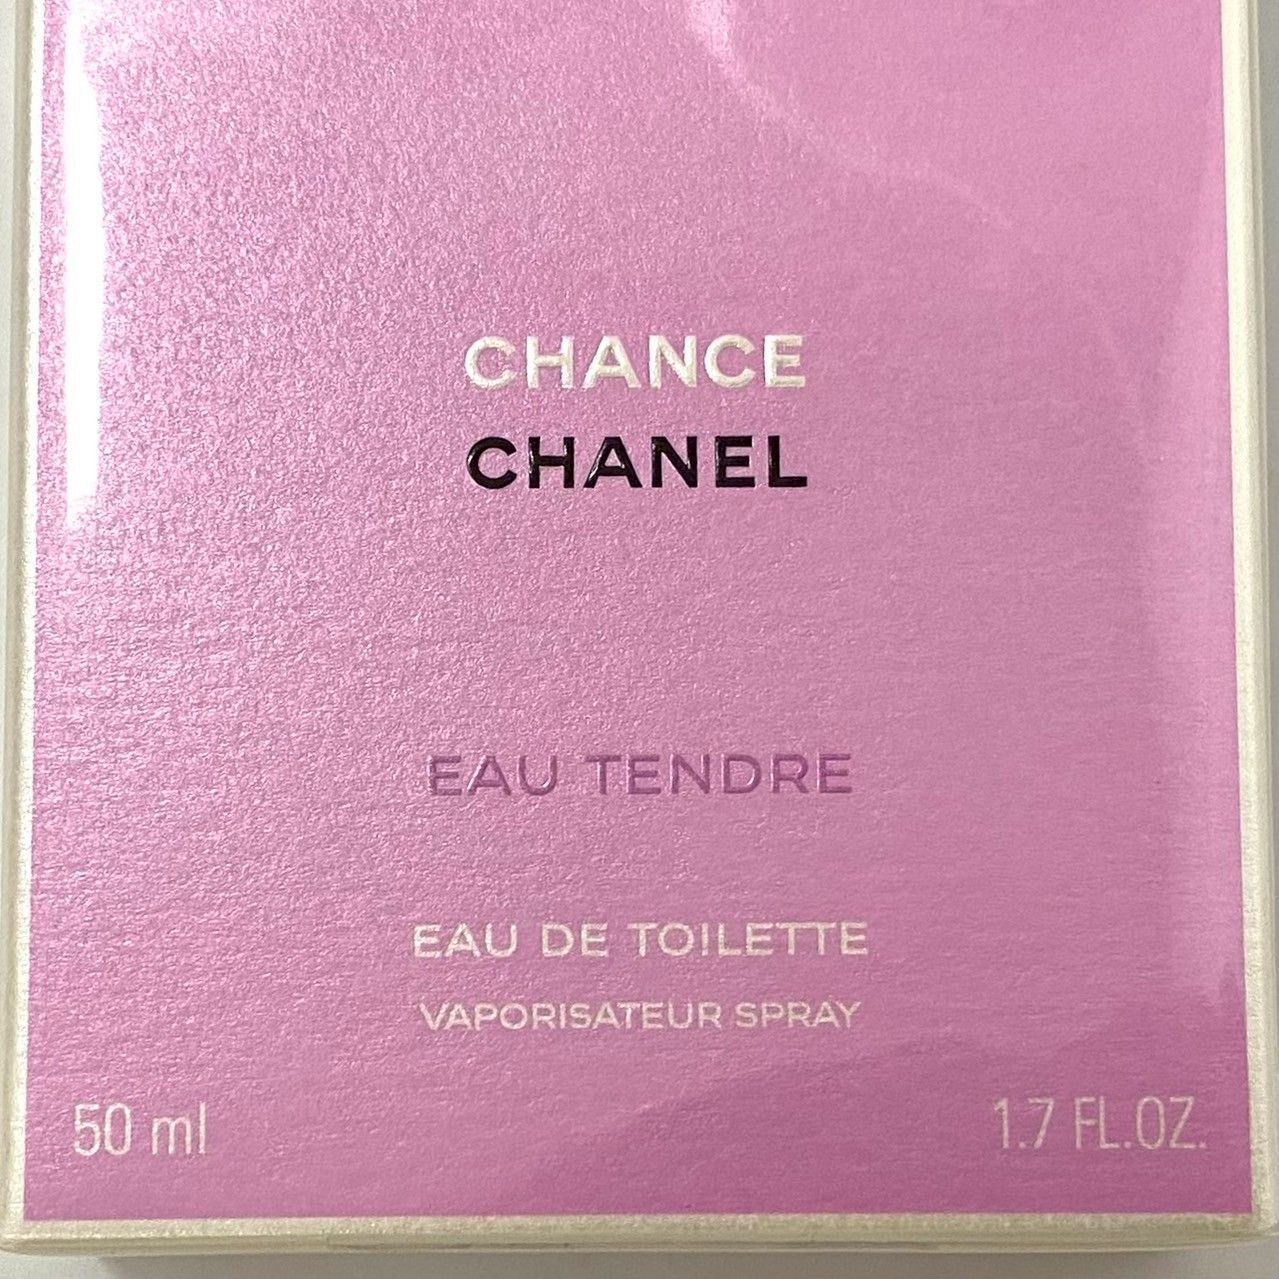 CHANCE
CHANEL
EAU TENDRE
EAU DE TOILETTE
VAPORISATEUR SPRAY
50 ml
1.7 FL.OZ.